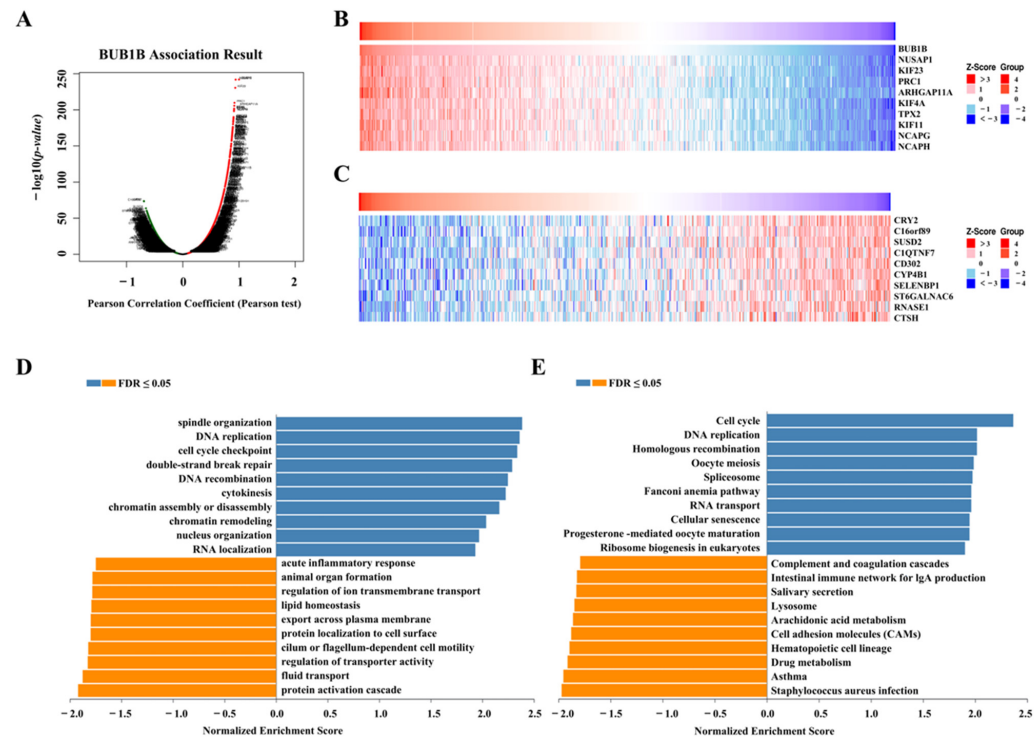 A
BUB1B Association Result
− log10(p-value)
250
200
150
100
50
0
−1
0
1
2
Pearson Correlation Coefficient (Pearson test)
B
BUB1B
NUSAP1
KIF23
PRC1
ARHGAP11A
KIF4A
TPX2
KIF11
NCAPG
NCAPH
Z-Score Group
>3 4
1 2
0 0
−1 −2
<−3 −4
C
CRY2
C16orf89
SUSD2
C1QTNF7
CD302
CYP4B1
SELENBP1
ST6GALNAC6
RNASE1
CTSH
Z-Score Group
>3 4
1 2
0 0
−1 −2
<−3 −4
D
FDR ≤ 0.05
spindle organization
DNA replication
cell cycle checkpoint
double-strand break repair
DNA recombination
cytokinesis
chromatin assembly or disassembly
chromatin remodeling
nucleus organization
RNA localization
acute inflammatory response
animal organ formation
regulation of ion transmembrane transport
lipid homeostasis
export across plasma membrane
protein localization to cell surface
cilum or flagellum-dependent cell motility
regulation of transporter activity
fluid transport
protein activation cascade
−2.0 −1.5 −1.0 −0.5 0.0 0.5 1.0 1.5 2.0 2.5
Normalized Enrichment Score
E
FDR ≤ 0.05
Cell cycle
DNA replication
Homologous recombination
Oocyte meiosis
Spliceosome
Fanconi anemia pathway
RNA transport
Cellular senescence
Progesterone -mediated oocyte maturation
Ribosome biogenesis in eukaryotes
Complement and coagulation cascades
Intestinal immune network for lgA production
Salivary secretion
Lysosome
Arachidonic acid metabolism
Cell adhesion molecules (CAMs)
Hematopoietic cell lineage
Drug metabolism
Asthma
Staphylococcus aureus infection
−2.0 −1.5 −1.0 −0.5 0.0 0.5 1.0 1.5 2.0 2.5
Normalized Enrichment Score